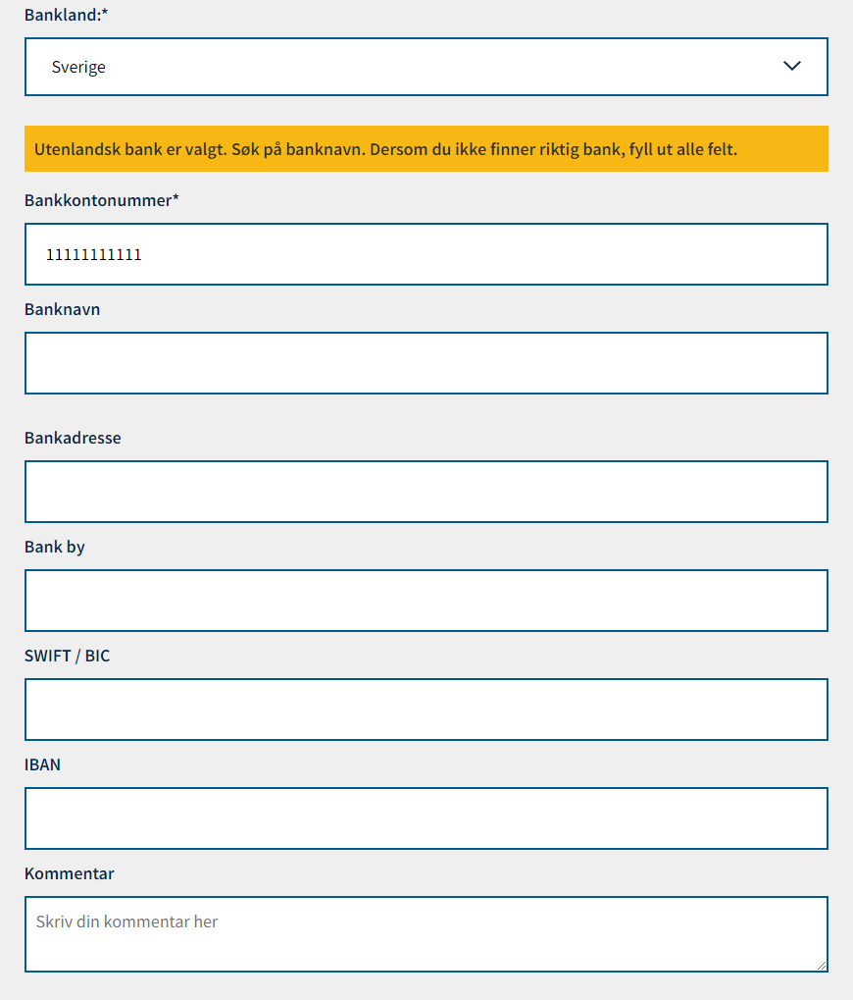 Bankland:*
Sverige
Utenlandsk bank er valgt. Søk på banknavn. Dersom du ikke finner riktig bank, fyll ut alle felt.
Bankkontonummer*
11111111111
Banknavn
Bankadresse
Bank by
SWIFT / BIC
IBAN
Kommentar
Skriv din kommentar her